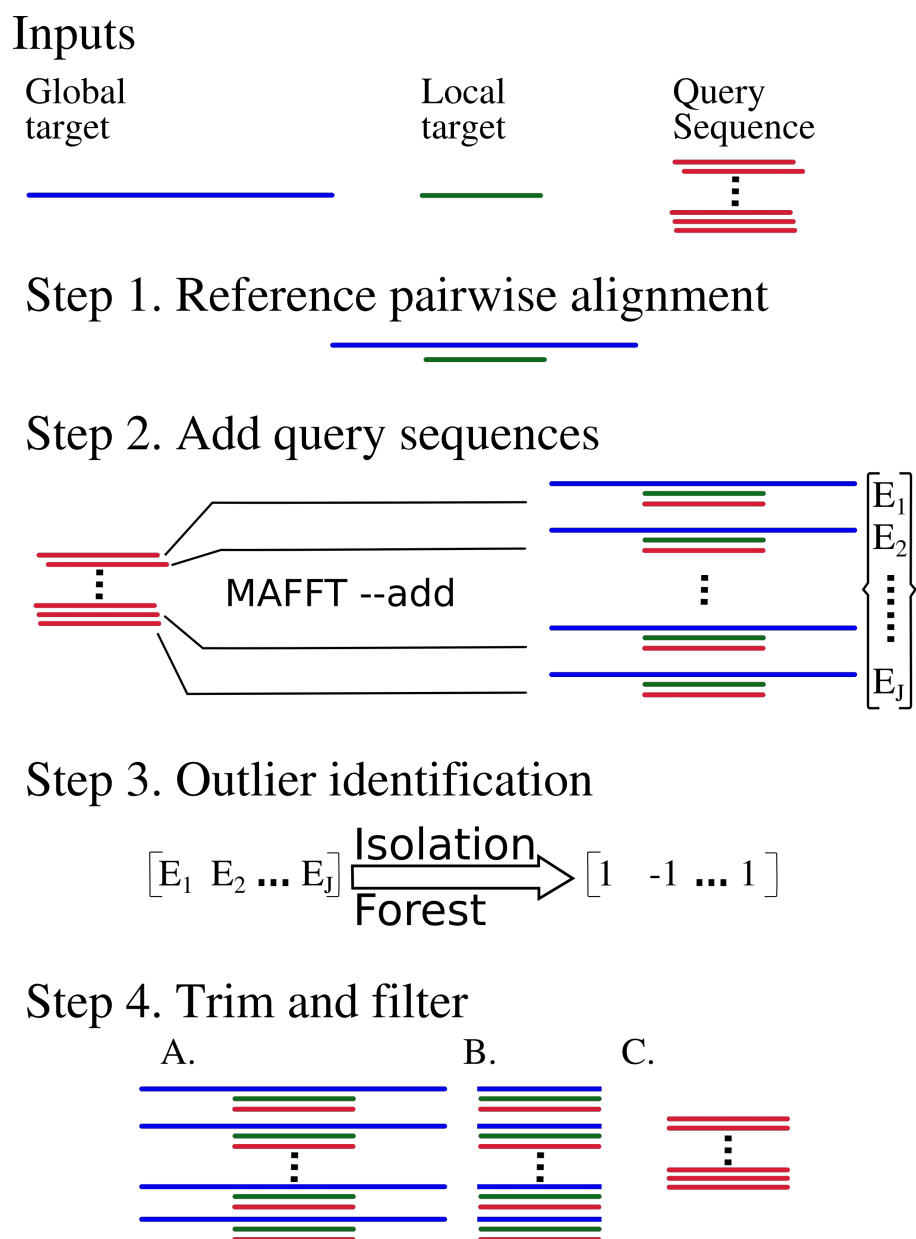 Inputs
Global
target
Local
target
Query
Sequence
Step 1. Reference pairwise alignment
Step 2. Add query sequences
MAFFT --add
E1
E2
EJ
Step 3. Outlier identification
[E1 E2 ... EJ]
Isolation
Forest
[1 -1 ... 1]
Step 4. Trim and filter
A. B. C.